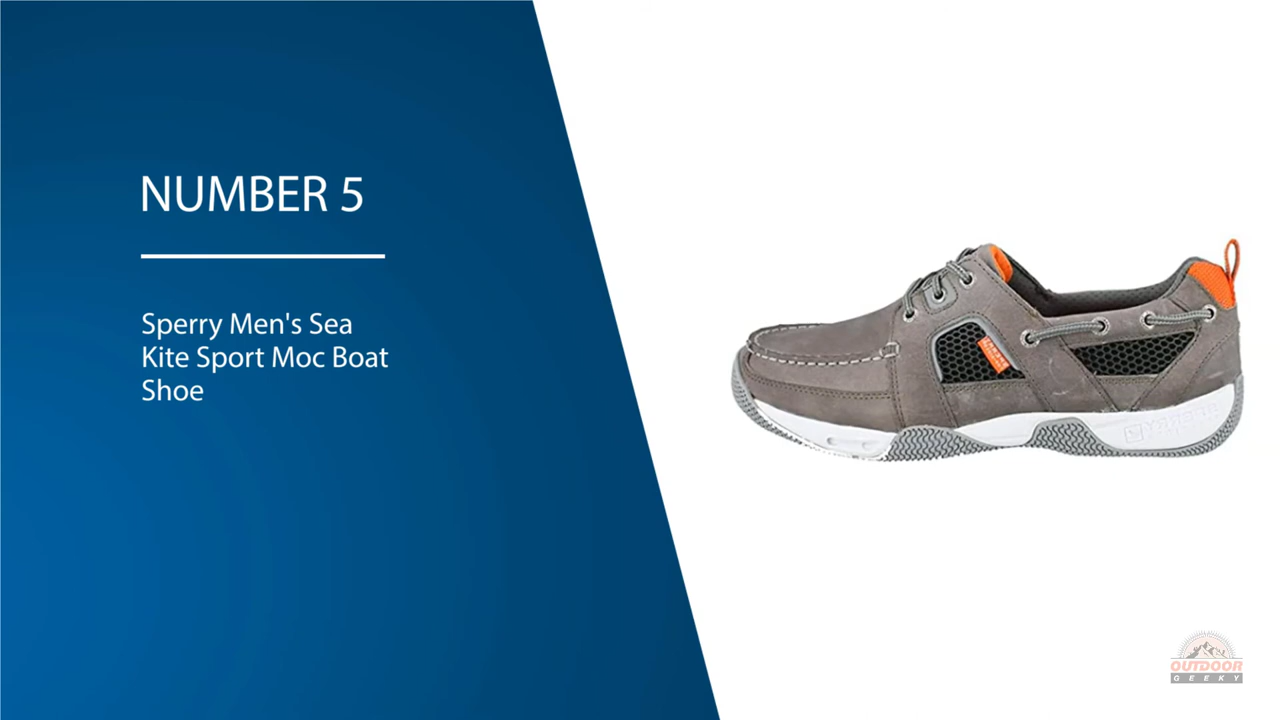 NUMBER 5
Sperry Men's Sea
Kite Sport Moc Boat
Shoe
OUTDOOR
GEEKY